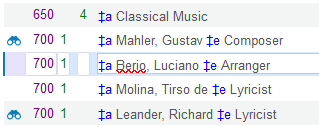 650 4 ‡a Classical Music
700 1 ‡a Mahler, Gustav ‡e Composer
700 1 ‡a Berio, Luciano ‡e Arranger
700 1 ‡a Molina, Tirso de ‡e Lyricist
700 1 ‡a Leander, Richard ‡e Lyricist